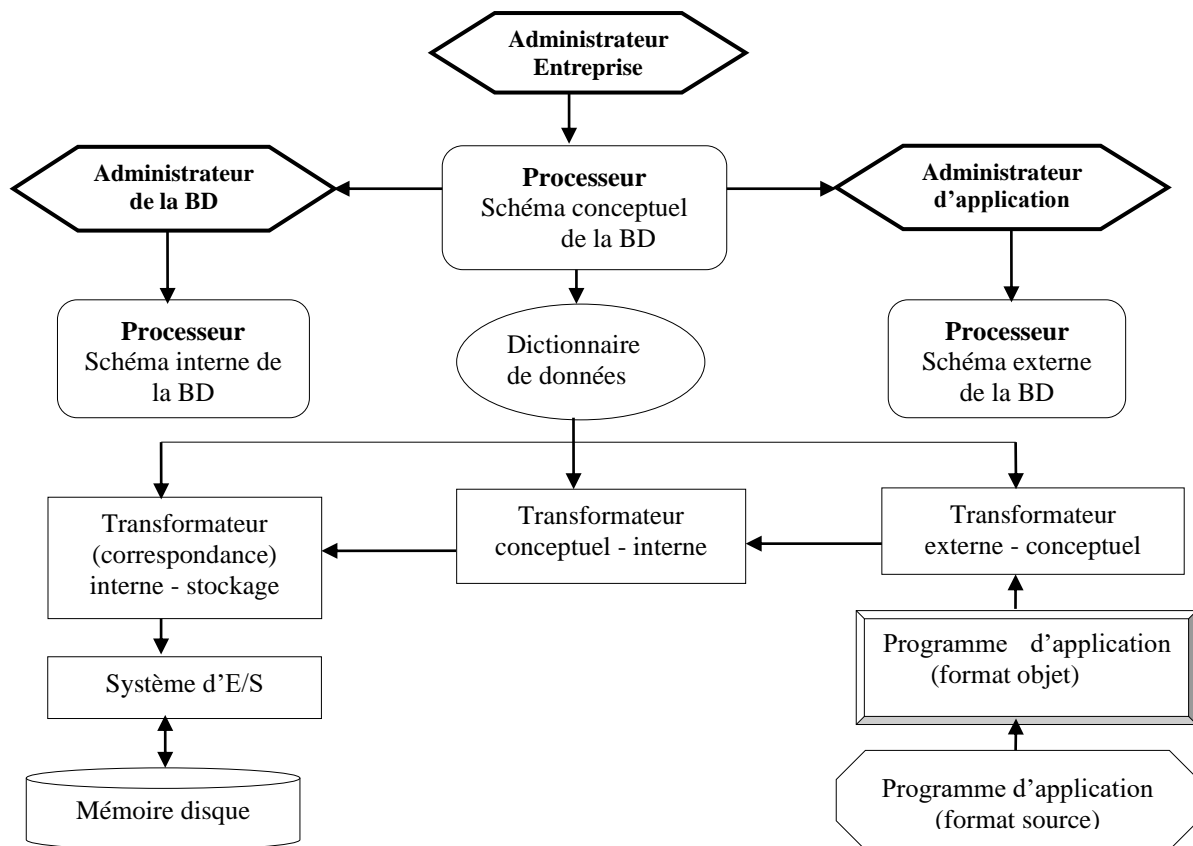 Administrateur
Entreprise
Administrateur
de la BD
Processeur
Schéma conceptuel
de la BD
Administrateur
d’application
Processeur
Schéma interne de
la BD
Dictionnaire
de données
Processeur
Schéma externe
de la BD
Transformateur
(correspondance)
interne - stockage
Transformateur
conceptuel - interne
Transformateur
externe - conceptuel
Programme d’application
(format objet)
Système d’E/S
Mémoire disque
Programme d’application
(format source)